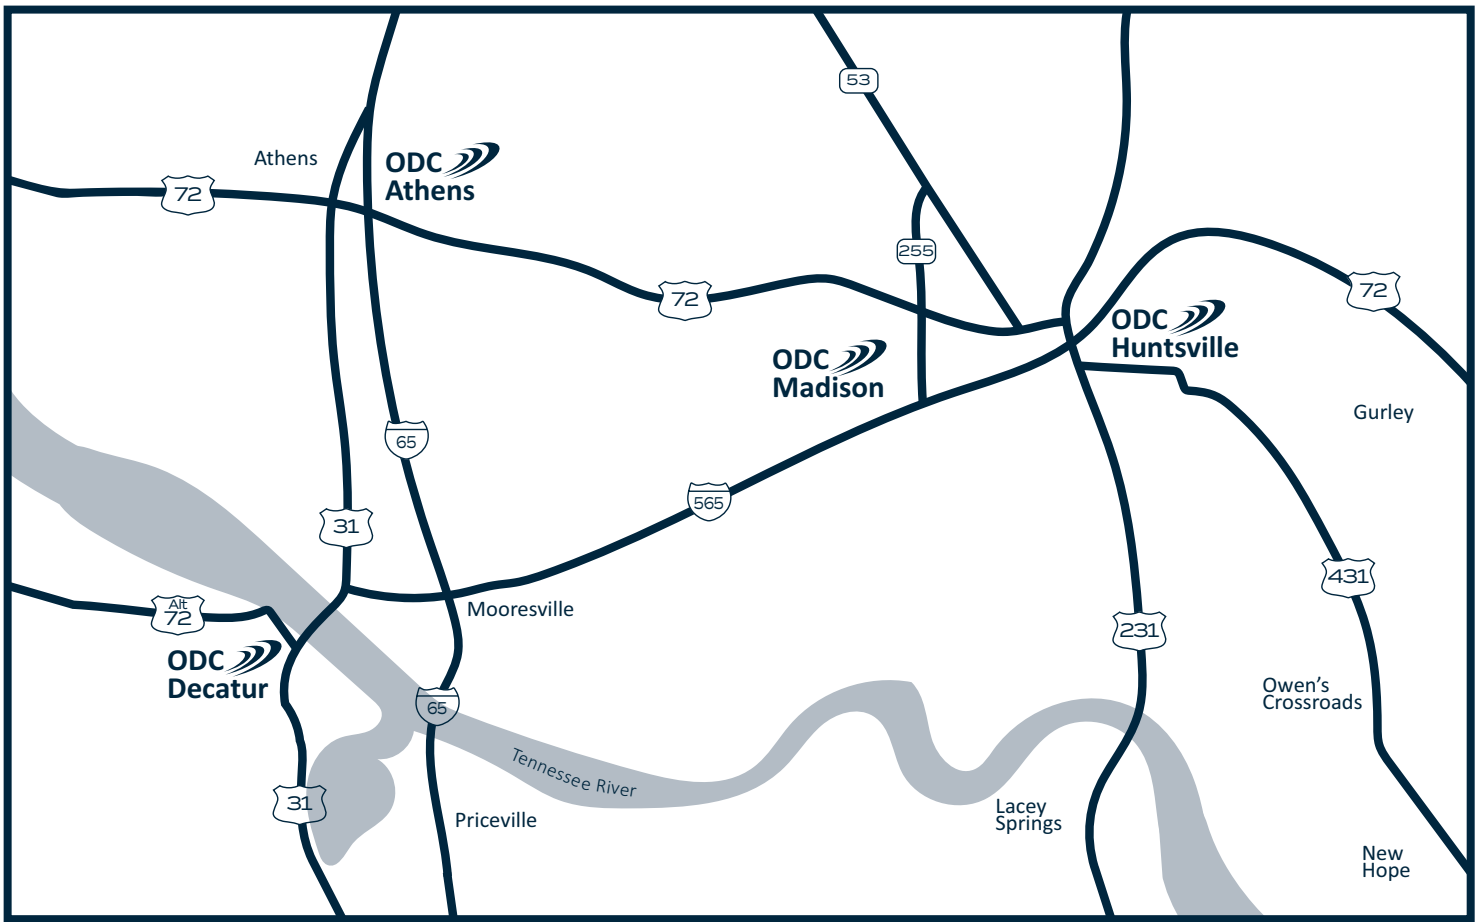 53
Athens
ODC
Athens
72
255
72
72
ODC
Huntsville
ODC
Madison
Gurley
65
565
31
431
Alt
72
Mooresville
231
ODC
Decatur
Owen's
Crossroads
65
Tennessee River
31
Priceville
Lacey
Springs
New
Hope